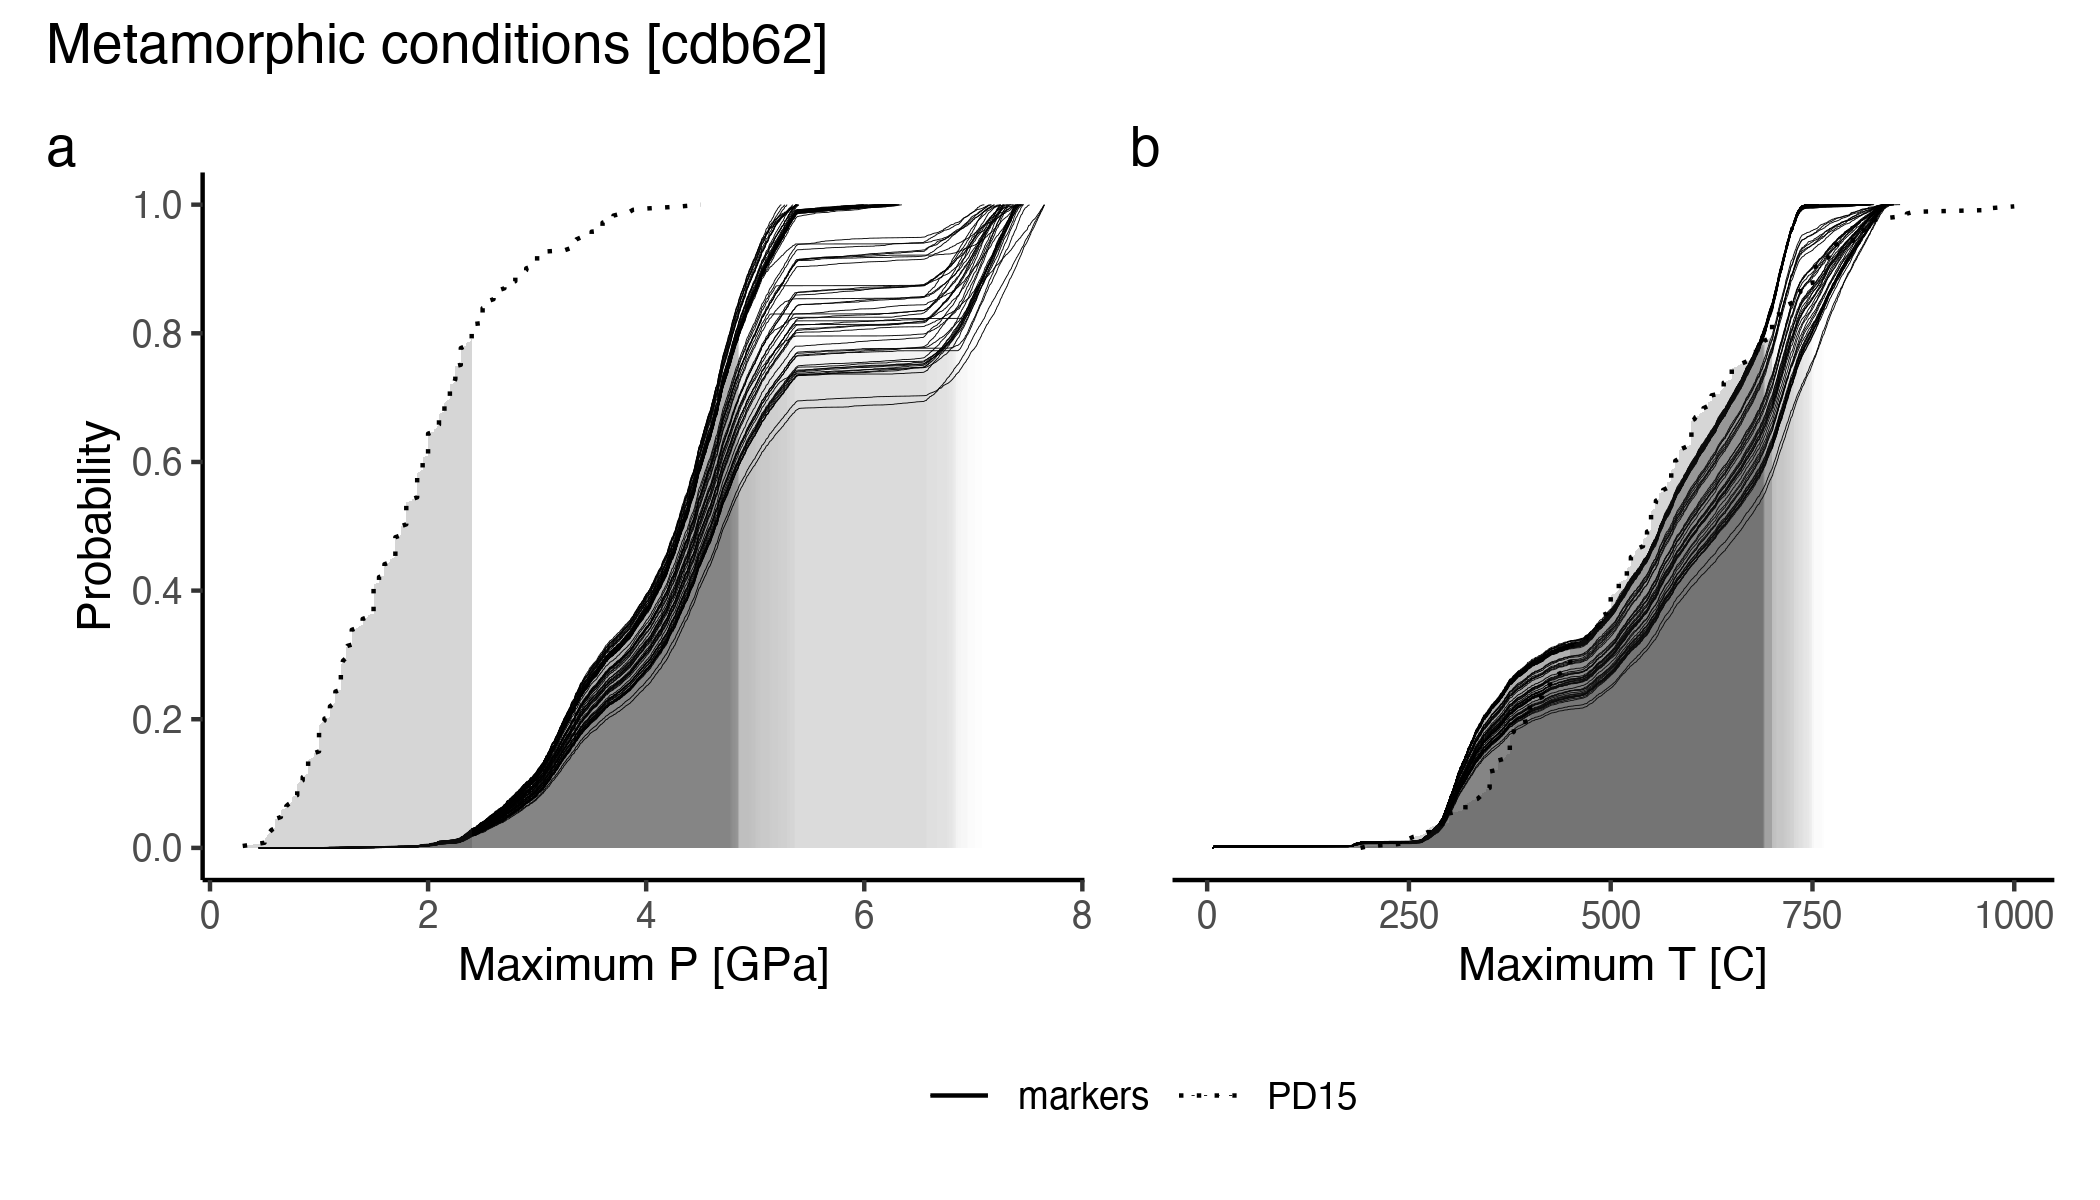 Metamorphic conditions [cdb62]
a
b
Probability
1.0
0.8
0.6
0.4
0.2
0.0
0 2 4 6 8
Maximum P [GPa]
0 250 500 750 1000
Maximum T [C]
markers PD15